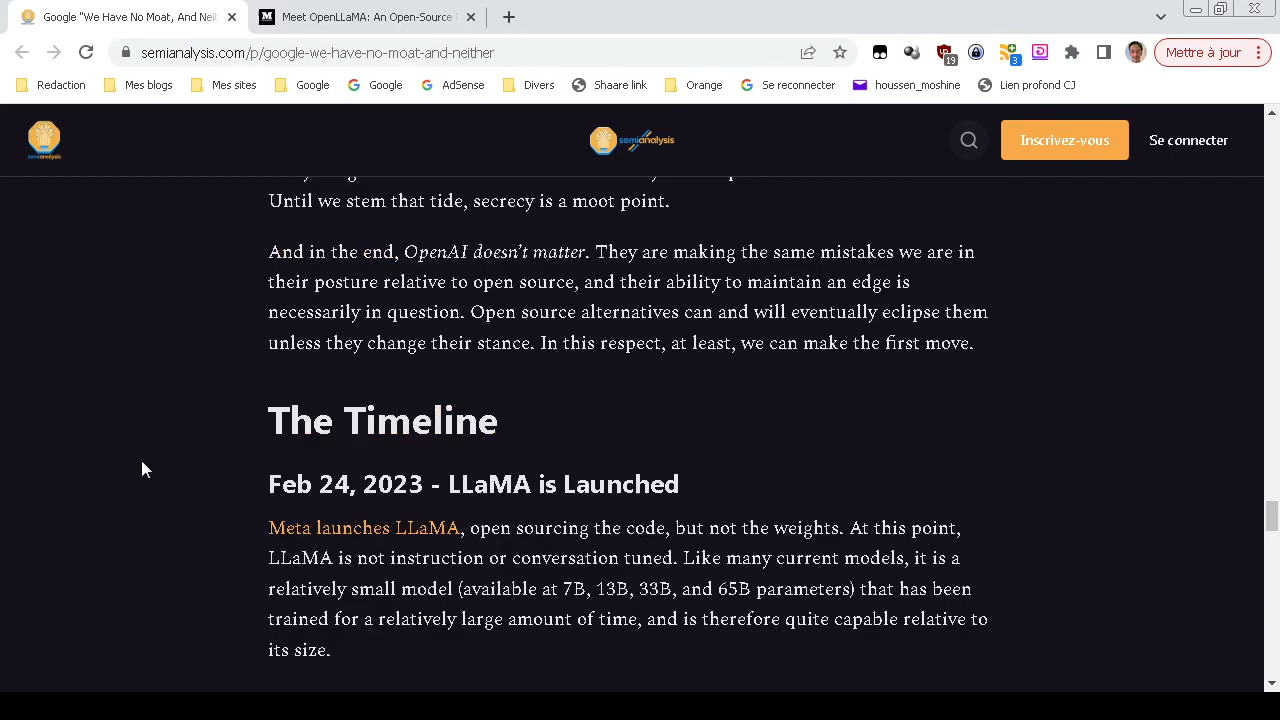 Google "We Have No Moat, And Neit
Meet OpenLLaMA: An Open-Source
semianalysis.com/p/google-we-have-no-moat-and-neither
19
3
Mettre à jour
Redaction
Mes blogs
Mes sites
Google
Google
AdSense
Divers
Shaare link
Orange
Se reconnecter
houssen_moshine
Lien profond CJ
semianalysis
semianalysis
Inscrivez-vous
Se connecter
Until we stem that tide, secrecy is a moot point.
And in the end, OpenAI doesn't matter. They are making the same mistakes we are in
their posture relative to open source, and their ability to maintain an edge is
necessarily in question. Open source alternatives can and will eventually eclipse them
unless they change their stance. In this respect, at least, we can make the first move.
The Timeline
Feb 24, 2023 - LLaMA is Launched
Meta launches LLaMA, open sourcing the code, but not the weights. At this point,
LLaMA is not instruction or conversation tuned. Like many current models, it is a
relatively small model (available at 7B, 13B, 33B, and 65B parameters) that has been
trained for a relatively large amount of time, and is therefore quite capable relative to
its size.